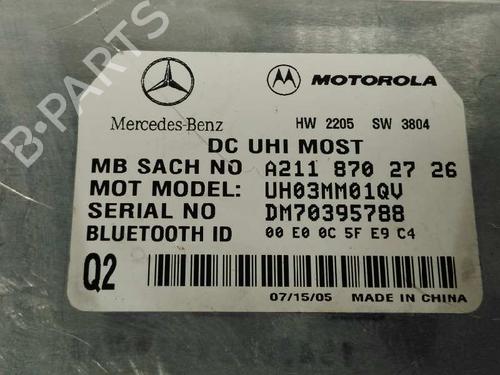 MOTOROLA
Mercedes-Benz HW 2205 SW 3804
DC UHI MOST
MB SACH NO A211 870 27 26
MOT MODEL: UH03MM01QV
SERIAL NO DM70395788
BLUETOOTH ID 00 E0 0C 5F E9 C4
Q2
07/15/05 MADE IN CHINA